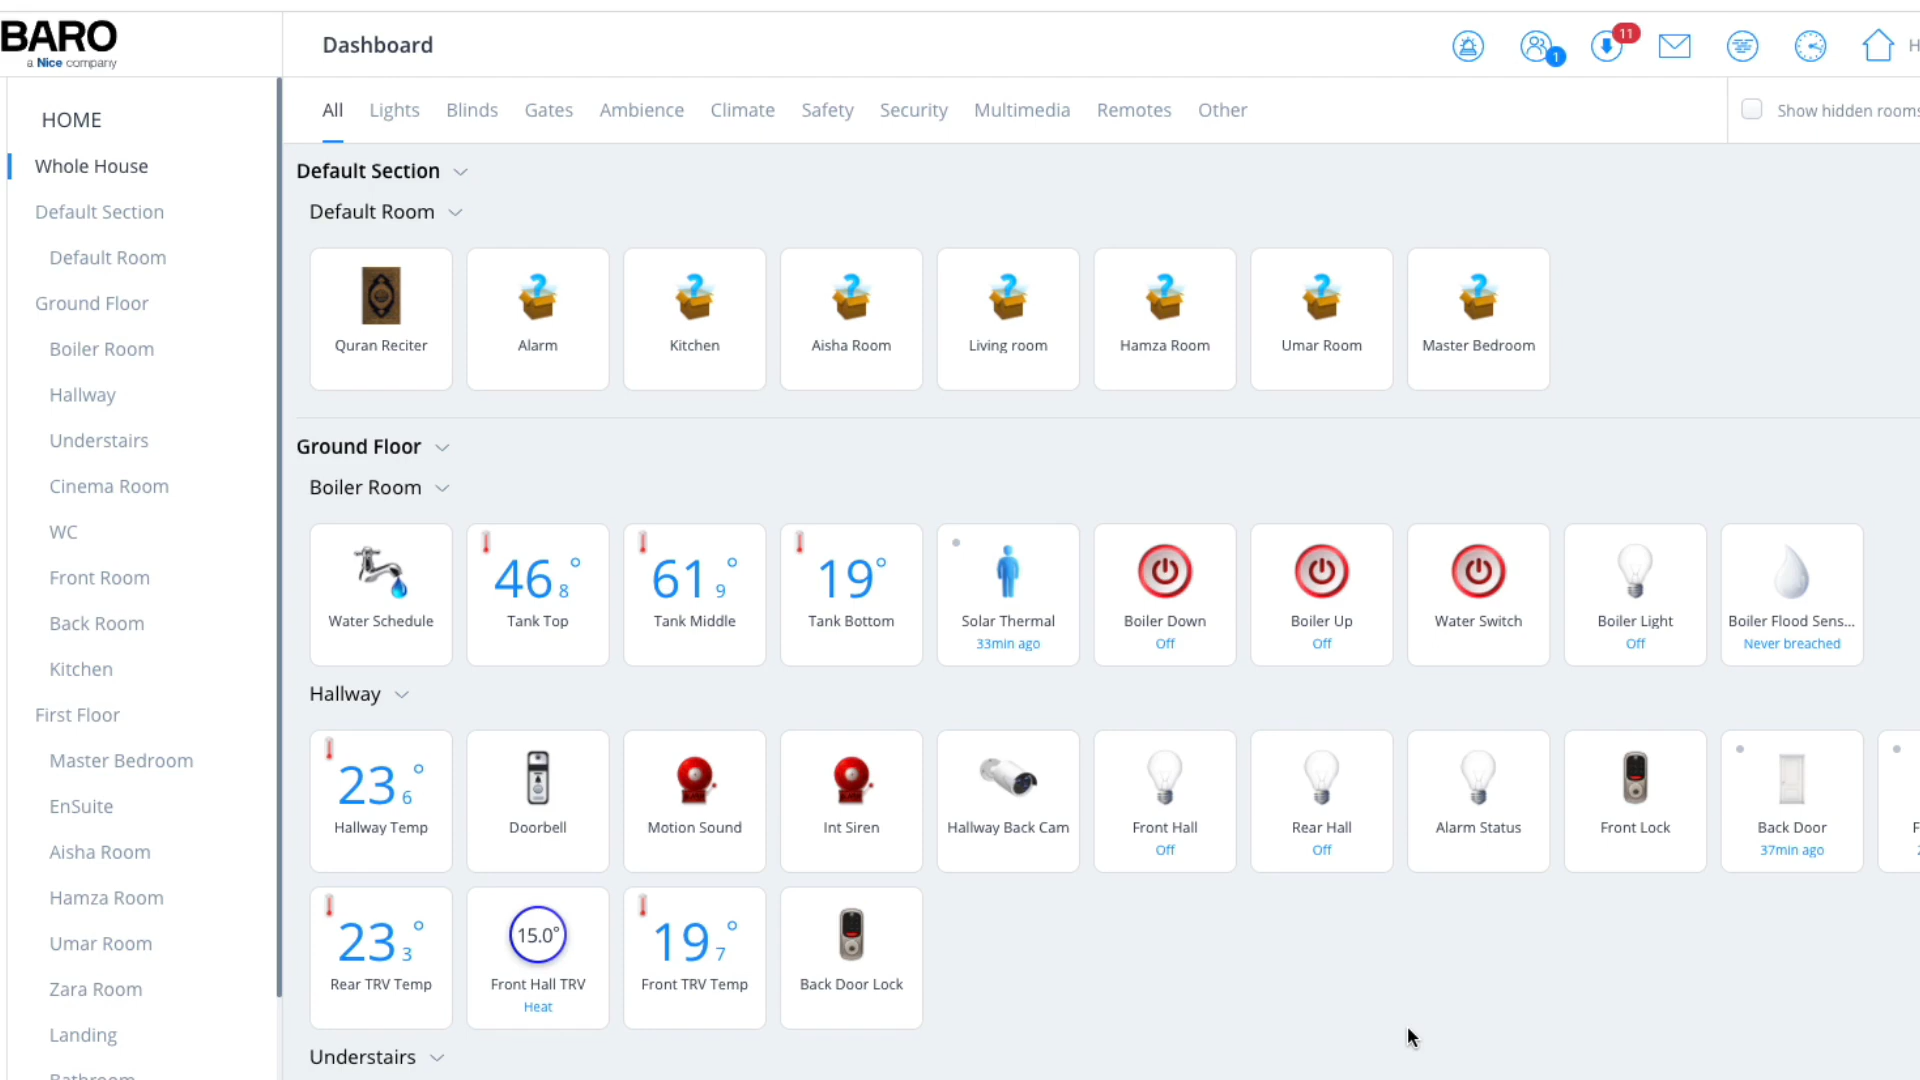 BARO
a Nice company
Dashboard
1
11
H
HOME
Whole House
Default Section
Default Room
Ground Floor
Boiler Room
Hallway
Understairs
Cinema Room
WC
Front Room
Back Room
Kitchen
First Floor
Master Bedroom
EnSuite
Aisha Room
Hamza Room
Umar Room
Zara Room
Landing
Bathroom
All Lights Blinds Gates Ambience Climate Safety Security Multimedia Remotes Other
Show hidden rooms
Default Section
Default Room
Quran Reciter
Alarm
Kitchen
Aisha Room
Living room
Hamza Room
Umar Room
Master Bedroom
Ground Floor
Boiler Room
Water Schedule
46 8°
Tank Top
61 9°
Tank Middle
19°
Tank Bottom
Solar Thermal
33min ago
Boiler Down
Off
Boiler Up
Off
Water Switch
Boiler Light
Off
Boiler Flood Sens...
Never breached
Hallway
23 6°
Hallway Temp
Doorbell
Motion Sound
Int Siren
Hallway Back Cam
Front Hall
Off
Rear Hall
Off
Alarm Status
Front Lock
Back Door
37min ago
F
2
23 3°
Rear TRV Temp
15.0°
Front Hall TRV
Heat
19 7°
Front TRV Temp
Back Door Lock
Understairs